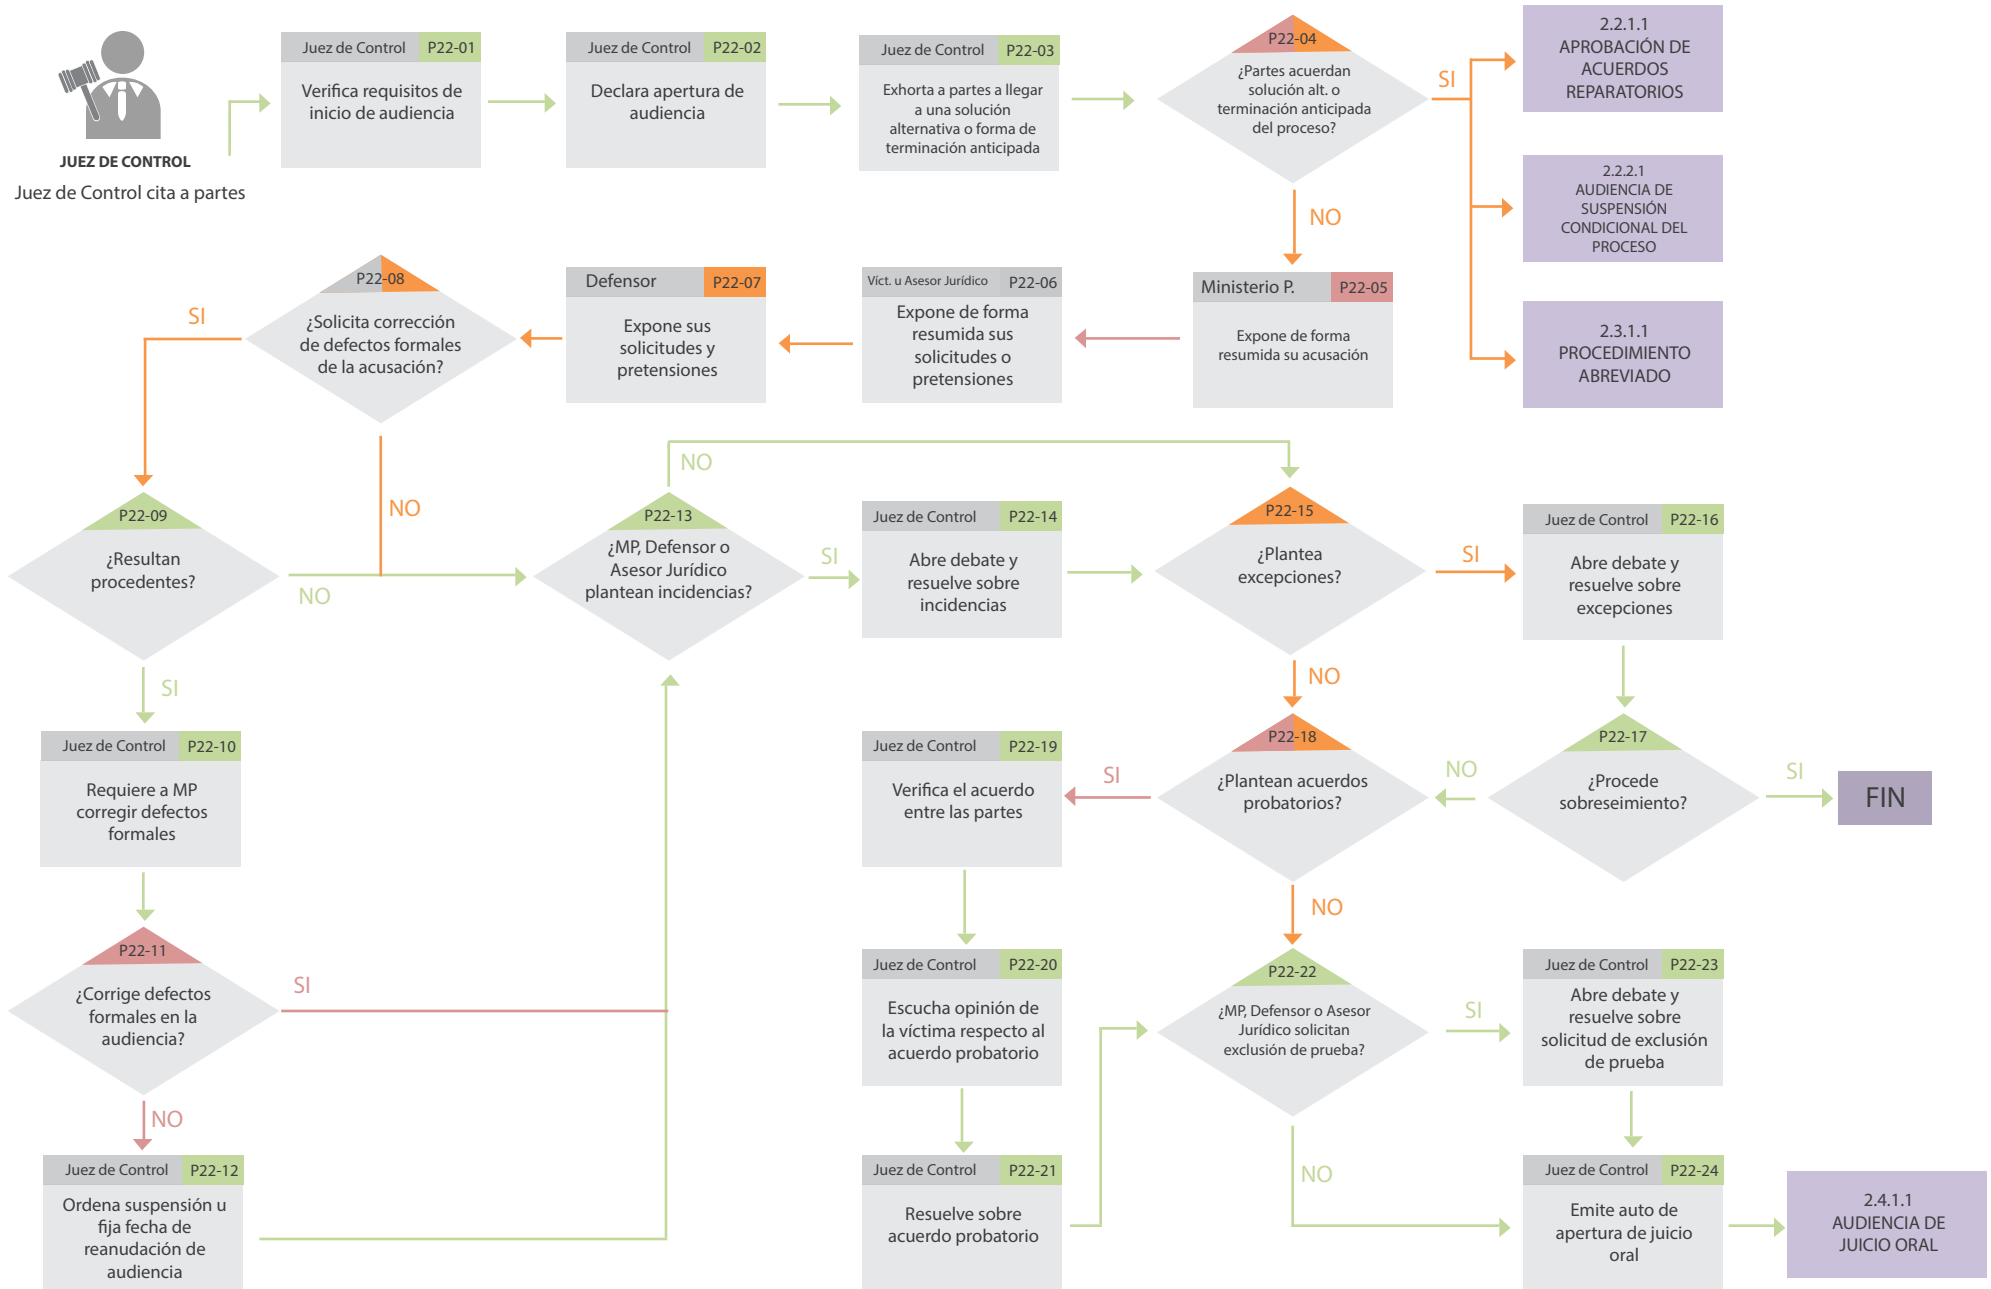 JUEZ DE CONTROL
Juez de Control cita a partes
Juez de Control P22-01
Verifica requisitos de
inicio de audiencia
Juez de Control P22-02
Declara apertura de
audiencia
Juez de Control P22-03
Exhorta a partes a llegar
a una solución
alternativa o forma de
terminación anticipada
P22-04
¿Partes acuerdan
solución alt. o
terminación anticipada
del proceso?
SI
NO
2.2.1.1
APROBACIÓN DE
ACUERDOS
REPARATORIOS
2.2.2.1
AUDIENCIA DE
SUSPENSIÓN
CONDICIONAL DEL
PROCESO
2.3.1.1
PROCEDIMIENTO
ABREVIADO
Ministerio P. P22-05
Expone de forma
resumida su acusación
Víct. u Asesor Jurídico P22-06
Expone de forma
resumida sus
solicitudes o
pretensiones
Defensor P22-07
Expone sus
solicitudes y
pretensiones
P22-08
¿Solicita corrección
de defectos formales
de la acusación?
SI
NO
P22-09
¿Resultan
procedentes?
NO
SI
Juez de Control P22-10
Requiere a MP
corregir defectos
formales
P22-11
¿Corrige defectos
formales en la
audiencia?
SI
NO
Juez de Control P22-12
Ordena suspensión u
fija fecha de
reanudación de
audiencia
P22-13
¿MP, Defensor o
Asesor Jurídico
plantean incidencias?
NO
SI
Juez de Control P22-14
Abre debate y
resuelve sobre
incidencias
P22-15
¿Plantea
excepciones?
SI
NO
Juez de Control P22-16
Abre debate y
resuelve sobre
excepciones
P22-17
¿Procede
sobreseimiento?
NO
SI
FIN
P22-18
¿Plantean acuerdos
probatorios?
SI
NO
Juez de Control P22-19
Verifica el acuerdo
entre las partes
Juez de Control P22-20
Escucha opinión de
la víctima respecto al
acuerdo probatorio
Juez de Control P22-21
Resuelve sobre
acuerdo probatorio
P22-22
¿MP, Defensor o Asesor
Jurídico solicitan
exclusión de prueba?
SI
NO
Juez de Control P22-23
Abre debate y
resuelve sobre
solicitud de exclusión
de prueba
Juez de Control P22-24
Emite auto de
apertura de juicio
oral
2.4.1.1
AUDIENCIA DE
JUICIO ORAL